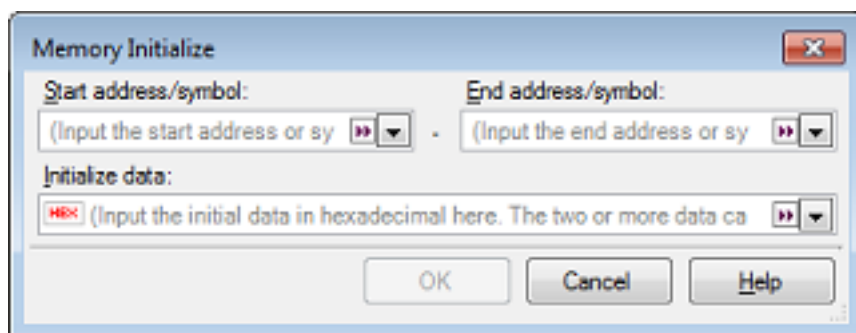 Memory Initialize
Start address/symbol: End address/symbol:
(Input the start address or sy - (Input the end address or sy
Initialize data:
HEX (Input the initial data in hexadecimal here. The two or more data ca
OK Cancel Help